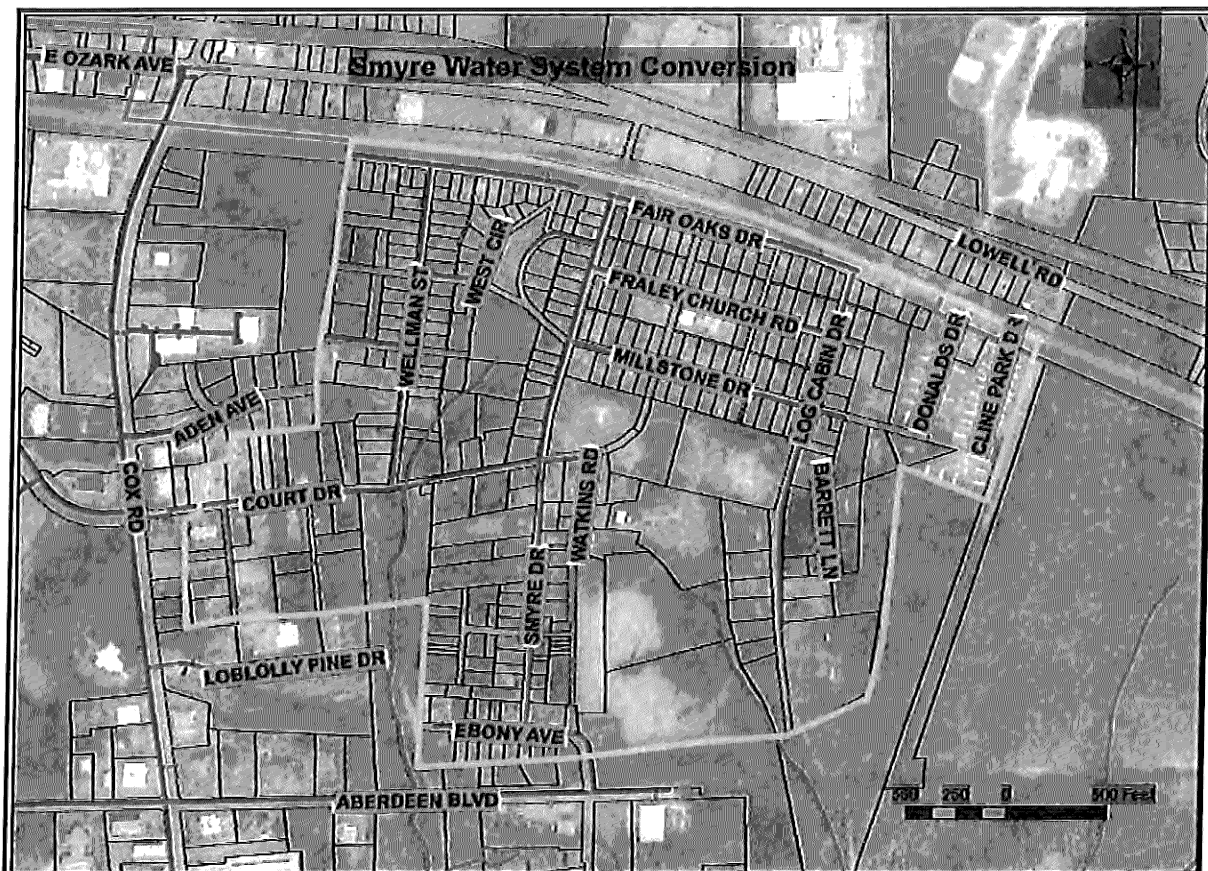 E OZARK AVE
Smyre Water System Conversion
FAIR OAKS DR
LOWELL RD
WEST CIR
WELLMAN ST
FRALEY CHURCH RD
MILLSTONE DR
LOG CABIN DR
DONALDS DR
CLINE PARK DR
ADEN AVE
COX RD
COURT DR
WATKINS RD
BARRETT LN
SMYRE DR
LOBLOLLY PINE DR
EBONY AVE
ABERDEEN BLVD
500 250 0 500 Feet